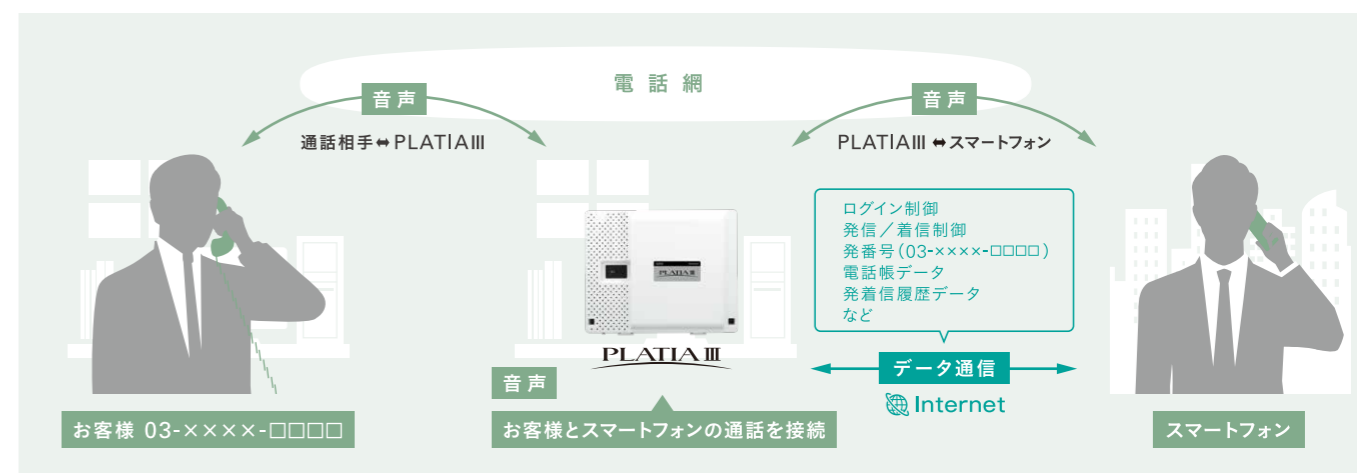 電話網
音声
音声
通話相手⇔PLATIAⅢ
PLATIAⅢ⇔スマートフォン
ログイン制御
発信／着信制御
発番号(03-××××-□□□□)
電話帳データ
発着信履歴データ
など
PLATIAⅢ
PLATIAⅢ
データ通信
Internet
音声
お客様とスマートフォンの通話を接続
お客様 03-××××-□□□□
スマートフォン